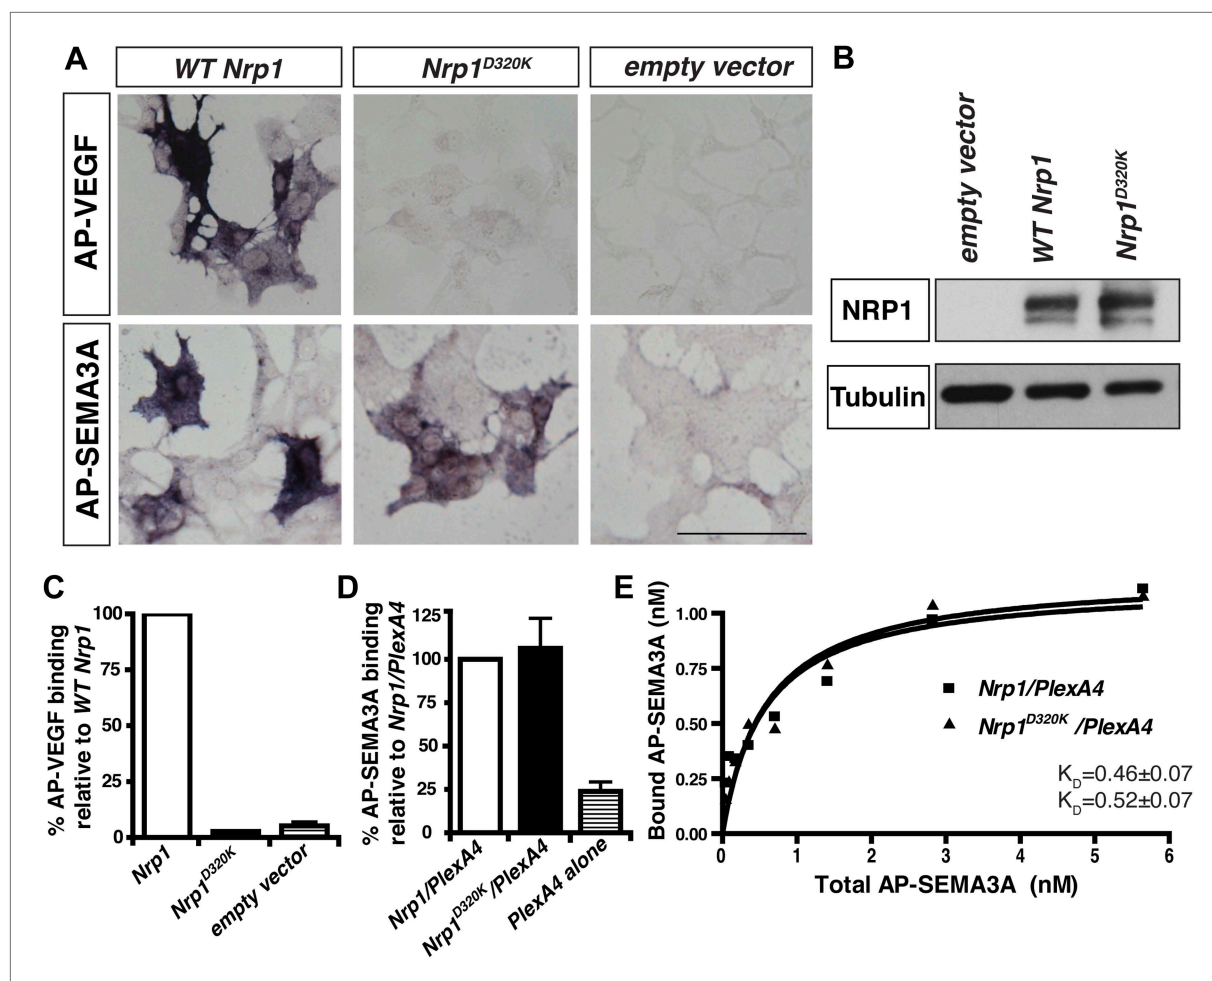 A
WT Nrp1
Nrp1D320K
empty vector
AP-VEGF
AP-SEMA3A
B
empty vector
WT Nrp1
Nrp1D320K
NRP1
Tubulin
C
% AP-VEGF binding
relative to WT Nrp1
100
75
50
25
0
Nrp1
Nrp1D320K
empty vector
D
% AP-SEMA3A binding
relative to Nrp1/PlexA4
125
100
75
50
25
0
Nrp1/PlexA4
Nrp1D320K /PlexA4
PlexA4 alone
E
Bound AP-SEMA3A (nM)
1.00
0.75
0.50
0.25
0.00
0 1 2 3 4 5 6
Total AP-SEMA3A (nM)
Nrp1/PlexA4
Nrp1D320K /PlexA4
KD=0.46±0.07
KD=0.52±0.07